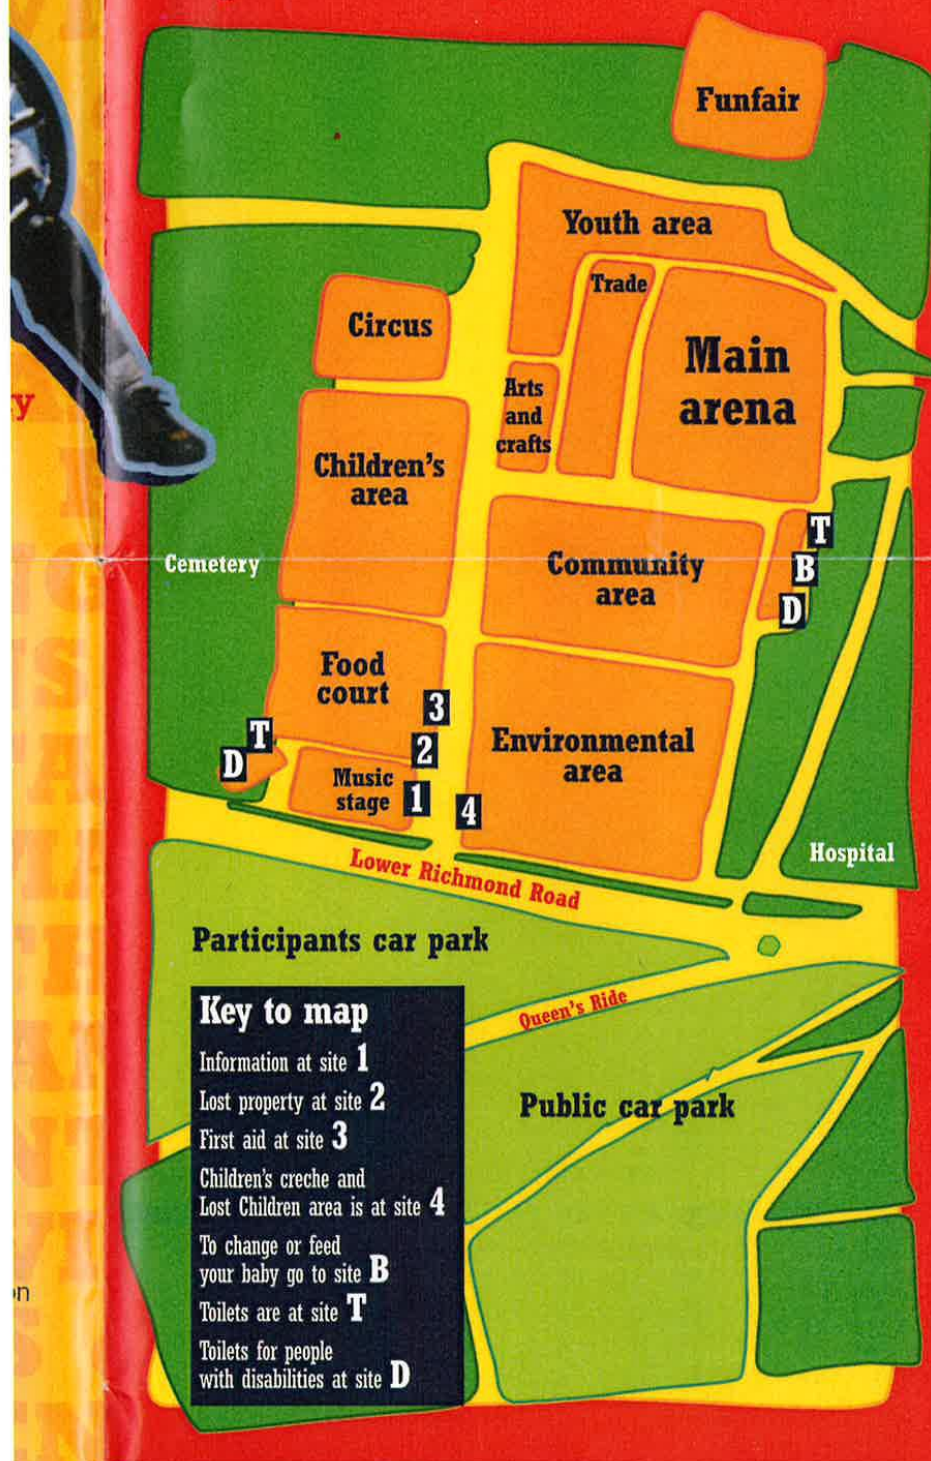 Funfair
Youth area
Trade
Circus
Main
arena
Arts
and
crafts
Children's
area
Cemetery
Community
area
T
B
D
Food
court
3
T
D
2
Environmental
area
Music
stage
1
4
Hospital
Lower Richmond Road
Participants car park
Queen's Ride
Public car park
Key to map
Information at site 1
Lost property at site 2
First aid at site 3
Children's creche and
Lost Children area is at site 4
To change or feed
your baby go to site B
Toilets are at site T
Toilets for people
with disabilities at site D
y